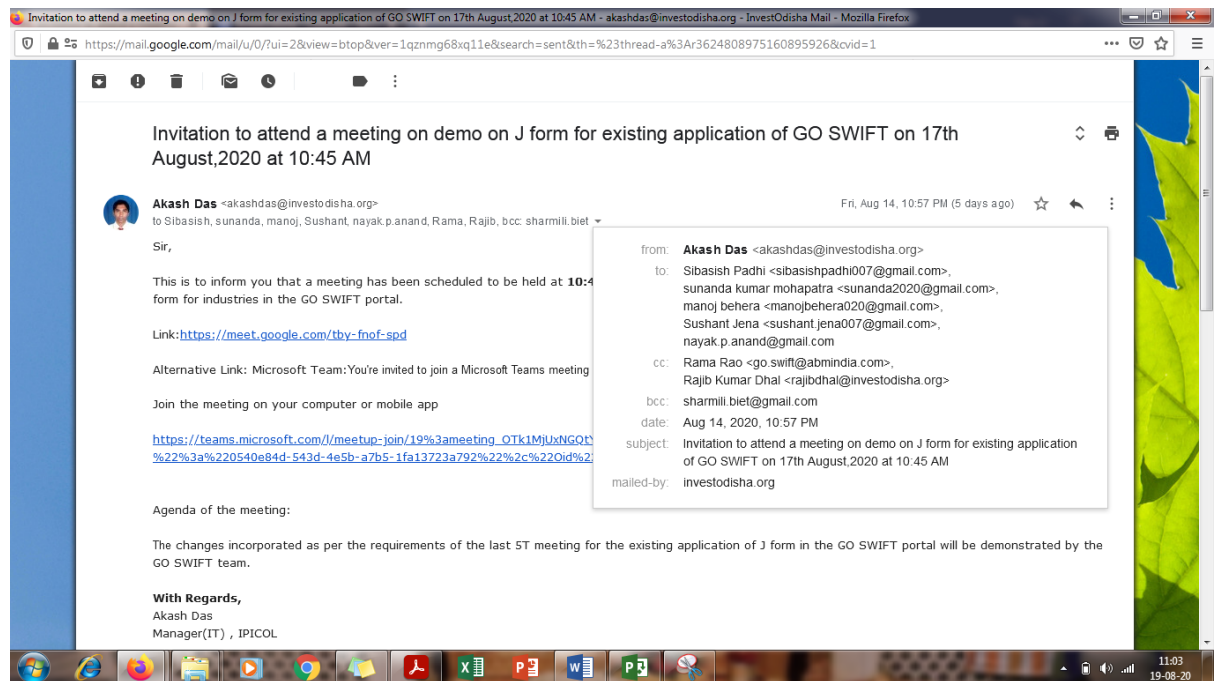 Invitation to attend a meeting on demo on J form for existing application of GO SWIFT on 17th August,2020 at 10:45 AM - akashdas@investodisha.org - InvestOdisha Mail - Mozilla Firefox
https://mail.google.com/mail/u/0/?ui=2&view=btop&ver=1qznmg68xq11e&search=sent&th=%23thread-a%3Ar3624808975160895926&cvid=1
Invitation to attend a meeting on demo on J form for existing application of GO SWIFT on 17th
August,2020 at 10:45 AM
Akash Das <akashdas@investodisha.org>
Fri, Aug 14, 10:57 PM (5 days ago)
to Sibasish, sunanda, manoj, Sushant, nayak.p.anand, Rama, Rajib, bcc: sharmili.biet
Sir,
This is to inform you that a meeting has been scheduled to be held at 10:4
form for industries in the GO SWIFT portal.
Link:https://meet.google.com/tby-fnof-spd
Alternative Link: Microsoft Team:You're invited to join a Microsoft Teams meeting
Join the meeting on your computer or mobile app
https://teams.microsoft.com/l/meetup-join/19%3ameeting_OTk1MjUxNGQtY
%22%3a%220540e84d-543d-4e5b-a7b5-1fa13723a792%22%2c%22Oid%2
from: Akash Das <akashdas@investodisha.org>
to: Sibasish Padhi <sibasishpadhi007@gmail.com>,
sunanda kumar mohapatra <sunanda2020@gmail.com>,
manoj behera <manojbehera020@gmail.com>,
Sushant Jena <sushant.jena007@gmail.com>,
nayak.p.anand@gmail.com
cc: Rama Rao <go.swift@abmindia.com>,
Rajib Kumar Dhal <rajibdhal@investodisha.org>
bcc: sharmili.biet@gmail.com
date: Aug 14, 2020, 10:57 PM
subject: Invitation to attend a meeting on demo on J form for existing application
of GO SWIFT on 17th August,2020 at 10:45 AM
mailed-by: investodisha.org
Agenda of the meeting:
The changes incorporated as per the requirements of the last 5T meeting for the existing application of J form in the GO SWIFT portal will be demonstrated by the
GO SWIFT team.
With Regards,
Akash Das
Manager(IT) , IPICOL
11:03
19-08-20